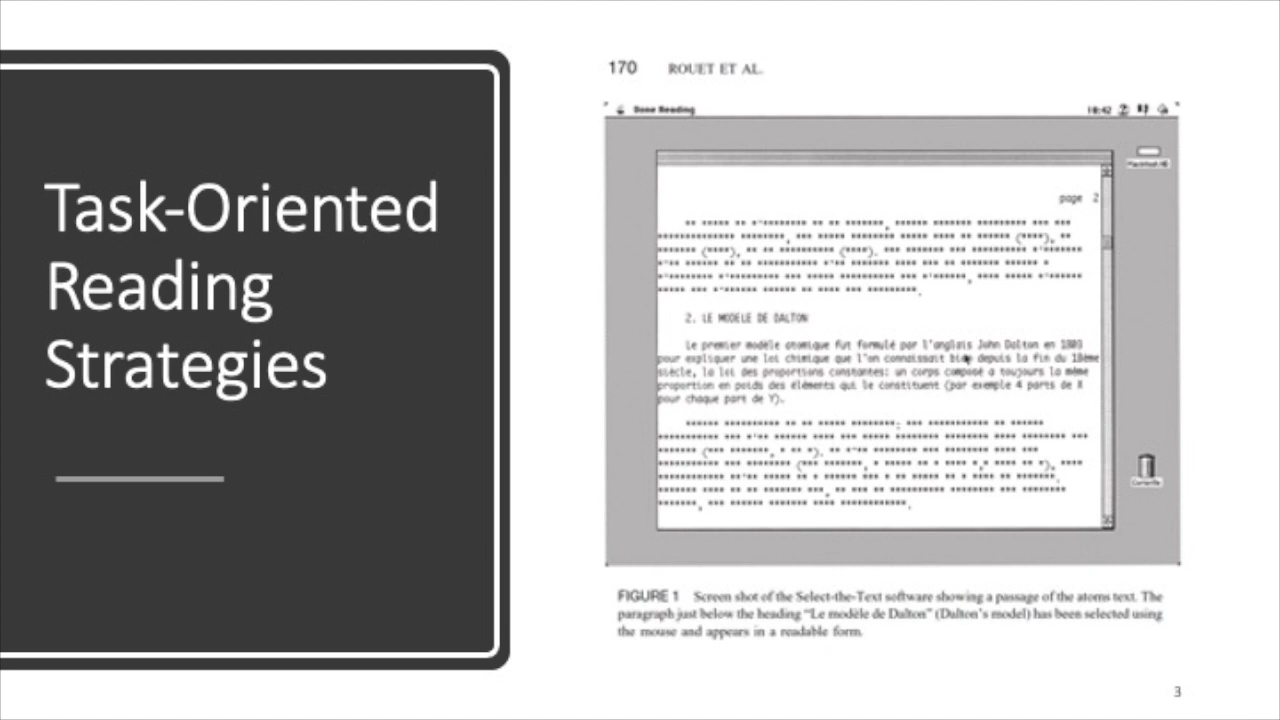 Task-Oriented
Reading
Strategies
170 ROUET ET AL.
Done Reading 18:42
Macintosh HD
page 2
2. LE MODELE DE DALTON
Le premier modèle atomique fut formulé par l'anglais John Dalton en 1803
pour expliquer une loi chimique que l'on connaissait bien depuis la fin du 18ème
siècle, la loi des proportions constantes: un corps composé a toujours la même
proportion en poids des éléments qui le constituent (par exemple 4 parts de X
pour chaque part de Y).
Corbeille
FIGURE 1 Screen shot of the Select-the-Text software showing a passage of the atoms text. The
paragraph just below the heading “Le modèle de Dalton” (Dalton’s model) has been selected using
the mouse and appears in a readable form.
3